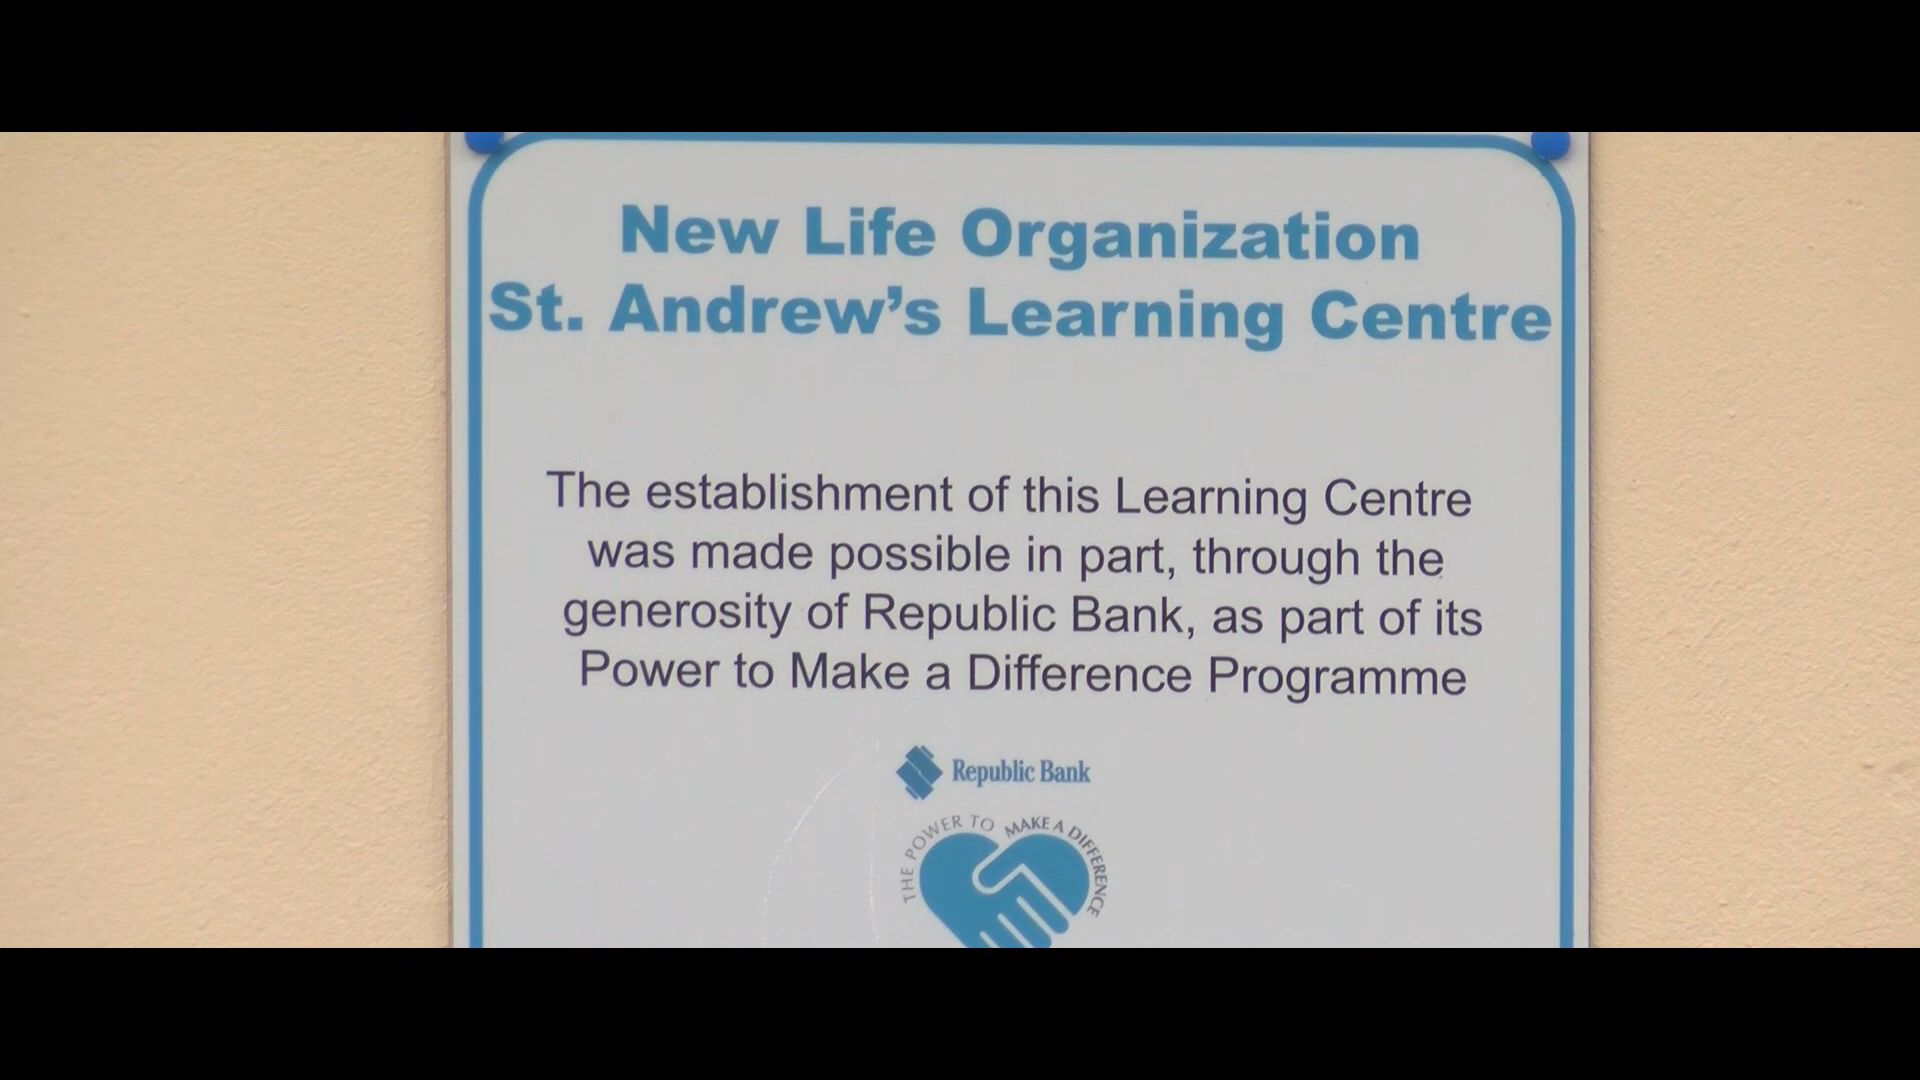 New Life Organization
St. Andrew's Learning Centre
The establishment of this Learning Centre
was made possible in part, through the
generosity of Republic Bank, as part of its
Power to Make a Difference Programme
Republic Bank
THE POWER TO MAKE A DIFFERENCE